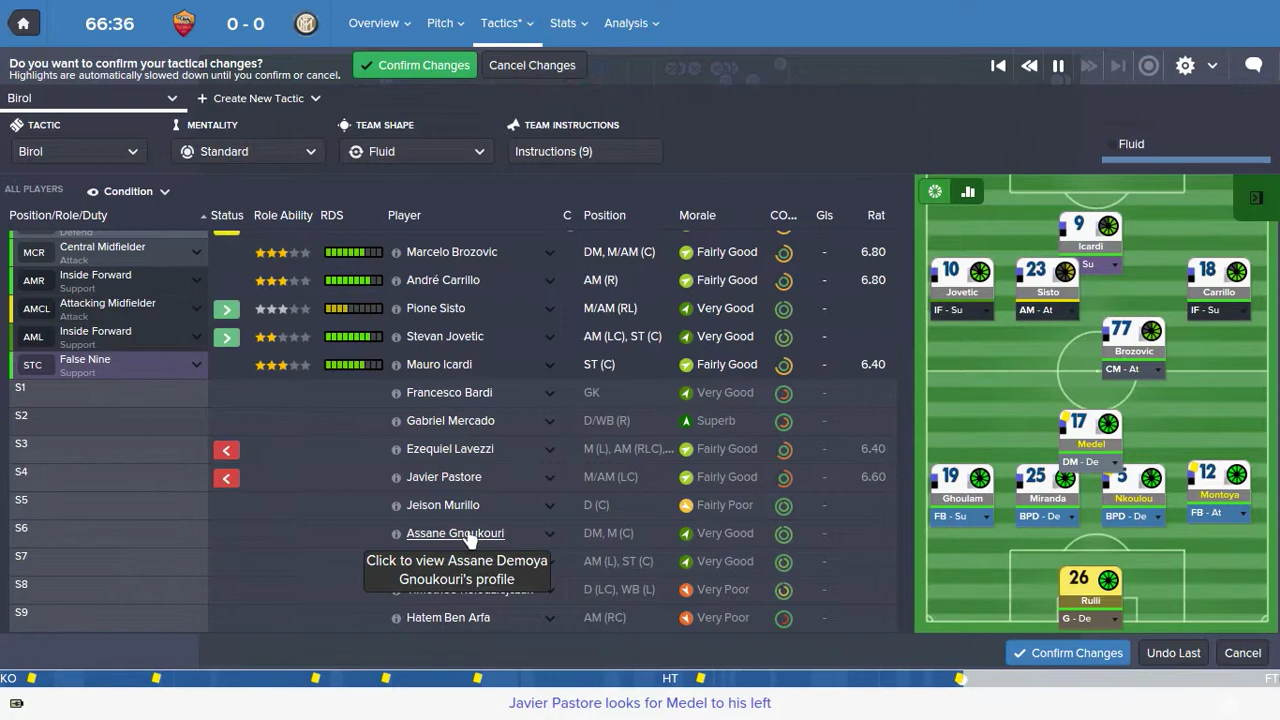 66:36 0 - 0 Overview Pitch Tactics* Stats Analysis
Do you want to confirm your tactical changes?
Highlights are automatically slowed down until you confirm or cancel.
Confirm Changes Cancel Changes
Birol + Create New Tactic
TACTIC MENTALITY TEAM SHAPE TEAM INSTRUCTIONS
Birol Standard Fluid Instructions (9)
Fluid
ALL PLAYERS Condition
Position/Role/Duty Status Role Ability RDS Player C Position Morale CO... Gls Rat
Defend
MCR Central Midfielder Attack Marcelo Brozovic DM, M/AM (C) Fairly Good - 6.80
AMR Inside Forward Support André Carrillo AM (R) Fairly Good - 6.80
AMCL Attacking Midfielder Attack Pione Sisto M/AM (RL) Very Good -
AML Inside Forward Support Stevan Jovetic AM (LC), ST (C) Very Good -
STC False Nine Support Mauro Icardi ST (C) Fairly Good - 6.40
S1 Francesco Bardi GK Very Good -
S2 Gabriel Mercado D/WB (R) Superb -
S3 Ezequiel Lavezzi M (L), AM (RLC),... Fairly Good - 6.40
S4 Javier Pastore M/AM (LC) Fairly Good - 6.60
S5 Jeison Murillo D (C) Fairly Poor -
S6 Assane Gnoukouri DM, M (C) Very Good -
S7 AM (L), ST (C) Very Good -
Click to view Assane Demoya
Gnoukouri's profile
S8 D (LC), WB (L) Very Poor -
S9 Hatem Ben Arfa AM (RC) Very Poor -
9
Icardi
Su
10 23 18
Jovetic Sisto Carrillo
IF - Su AM - At IF - Su
77
Brozovic
CM - At
17
Medel
DM - De
19 25 5 12
Ghoulam Miranda Nkoulou Montoya
FB - Su BPD - De BPD - De FB - At
26
Rulli
G - De
Confirm Changes Undo Last Cancel
KO HT FT
Javier Pastore looks for Medel to his left